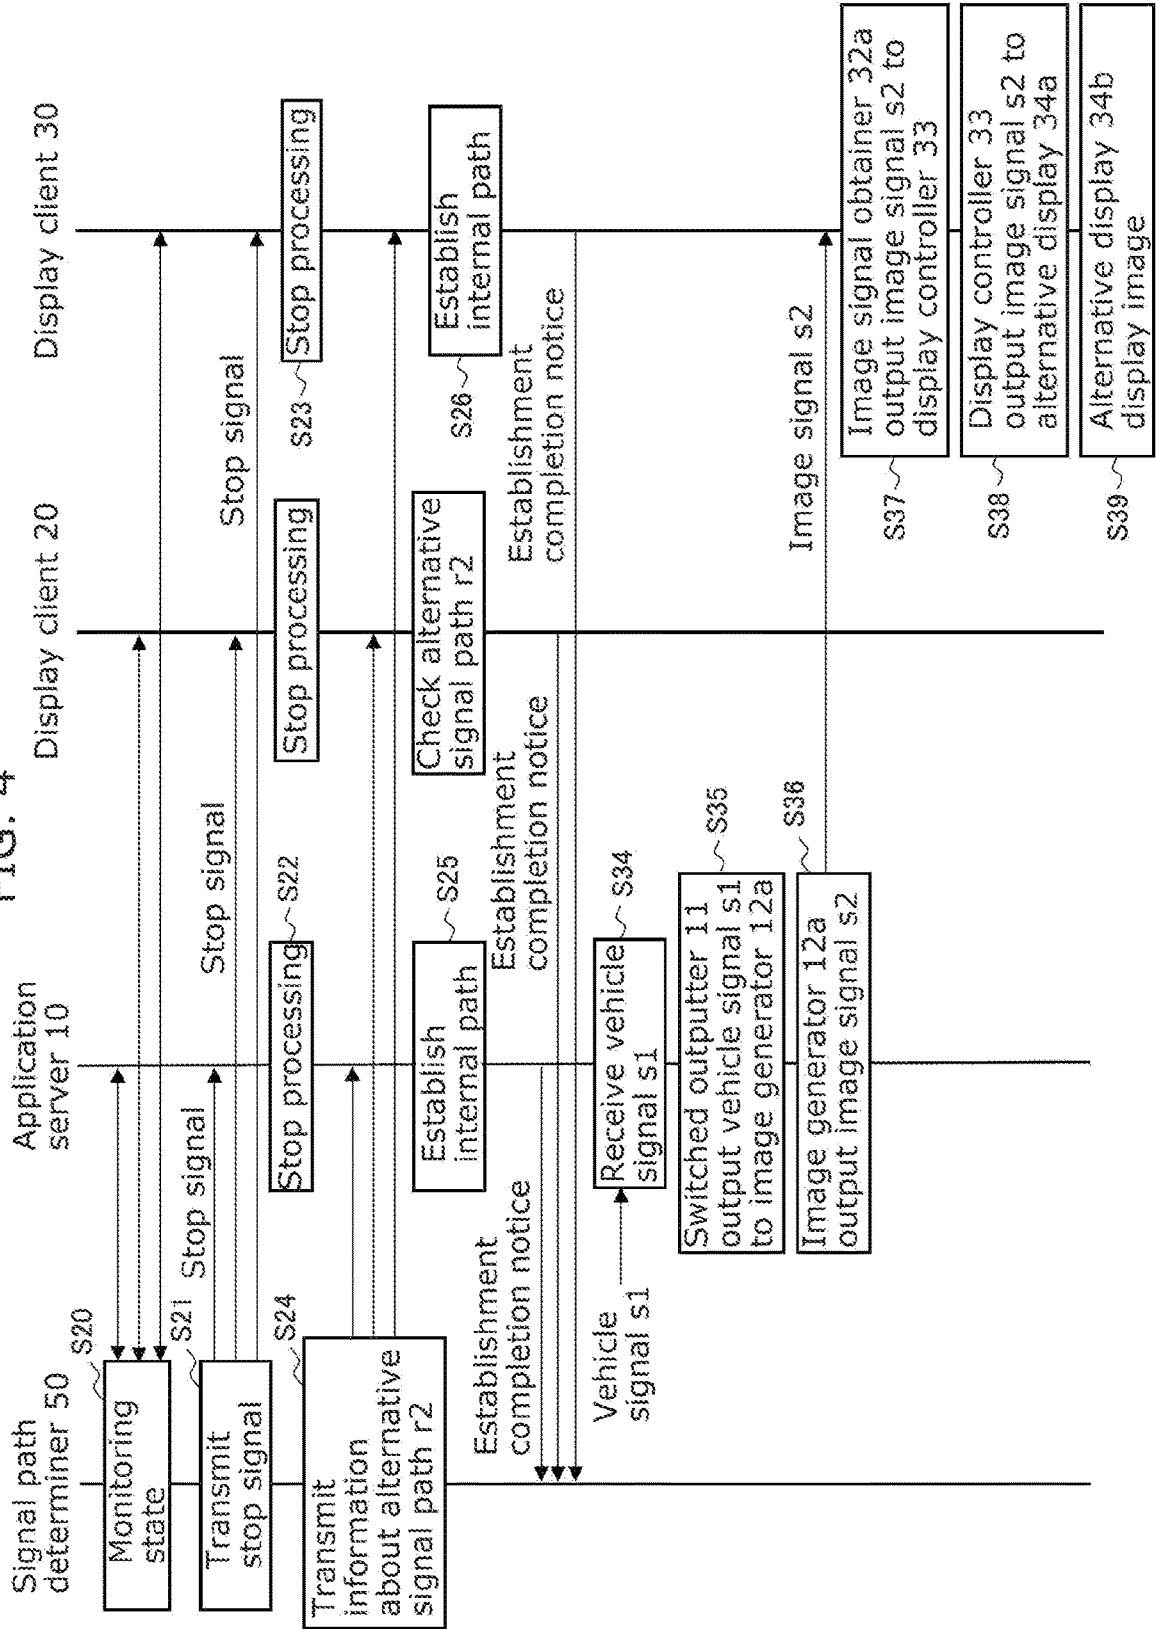 FIG. 4
Signal path
determiner 50
Application
server 10
Display client 20
Display client 30
S20
Monitoring
state
S21
Transmit
stop signal
Stop signal
Stop signal
Stop signal
Stop processing
S22
Stop processing
Stop processing
S23
S24
Transmit
information
about alternative
signal path r2
Establish
internal path
S25
Check alternative
signal path r2
Establish
internal path
S26
Establishment
completion notice
Establishment
completion notice
Establishment
completion notice
Vehicle
signal s1
Receive vehicle
signal s1
S34
Switched outputter 11
output vehicle signal s1
to image generator 12a
S35
Image generator 12a
output image signal s2
S36
Image signal s2
Image signal obtainer 32a
output image signal s2 to
display controller 33
S37
Display controller 33
output image signal s2 to
alternative display 34a
S38
Alternative display 34b
display image
S39